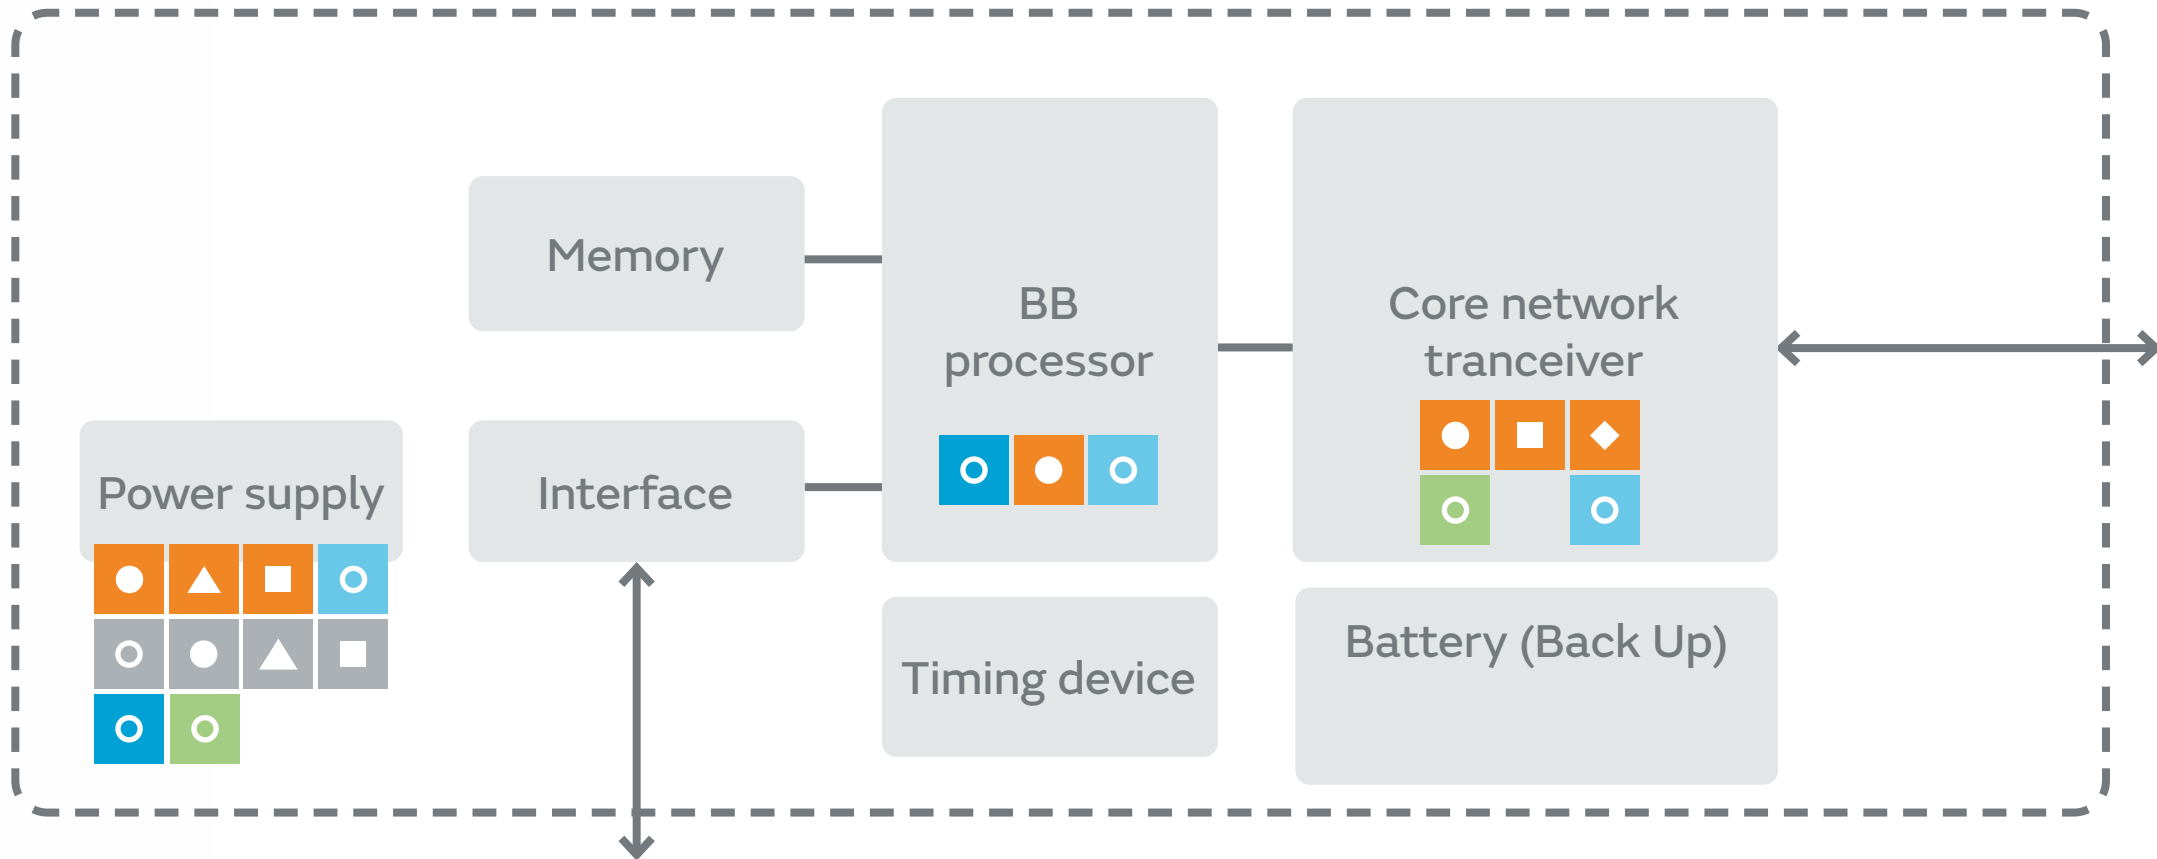 Memory
BB
processor
Core network
tranceiver
Power supply
Interface
Timing device
Battery (Back Up)